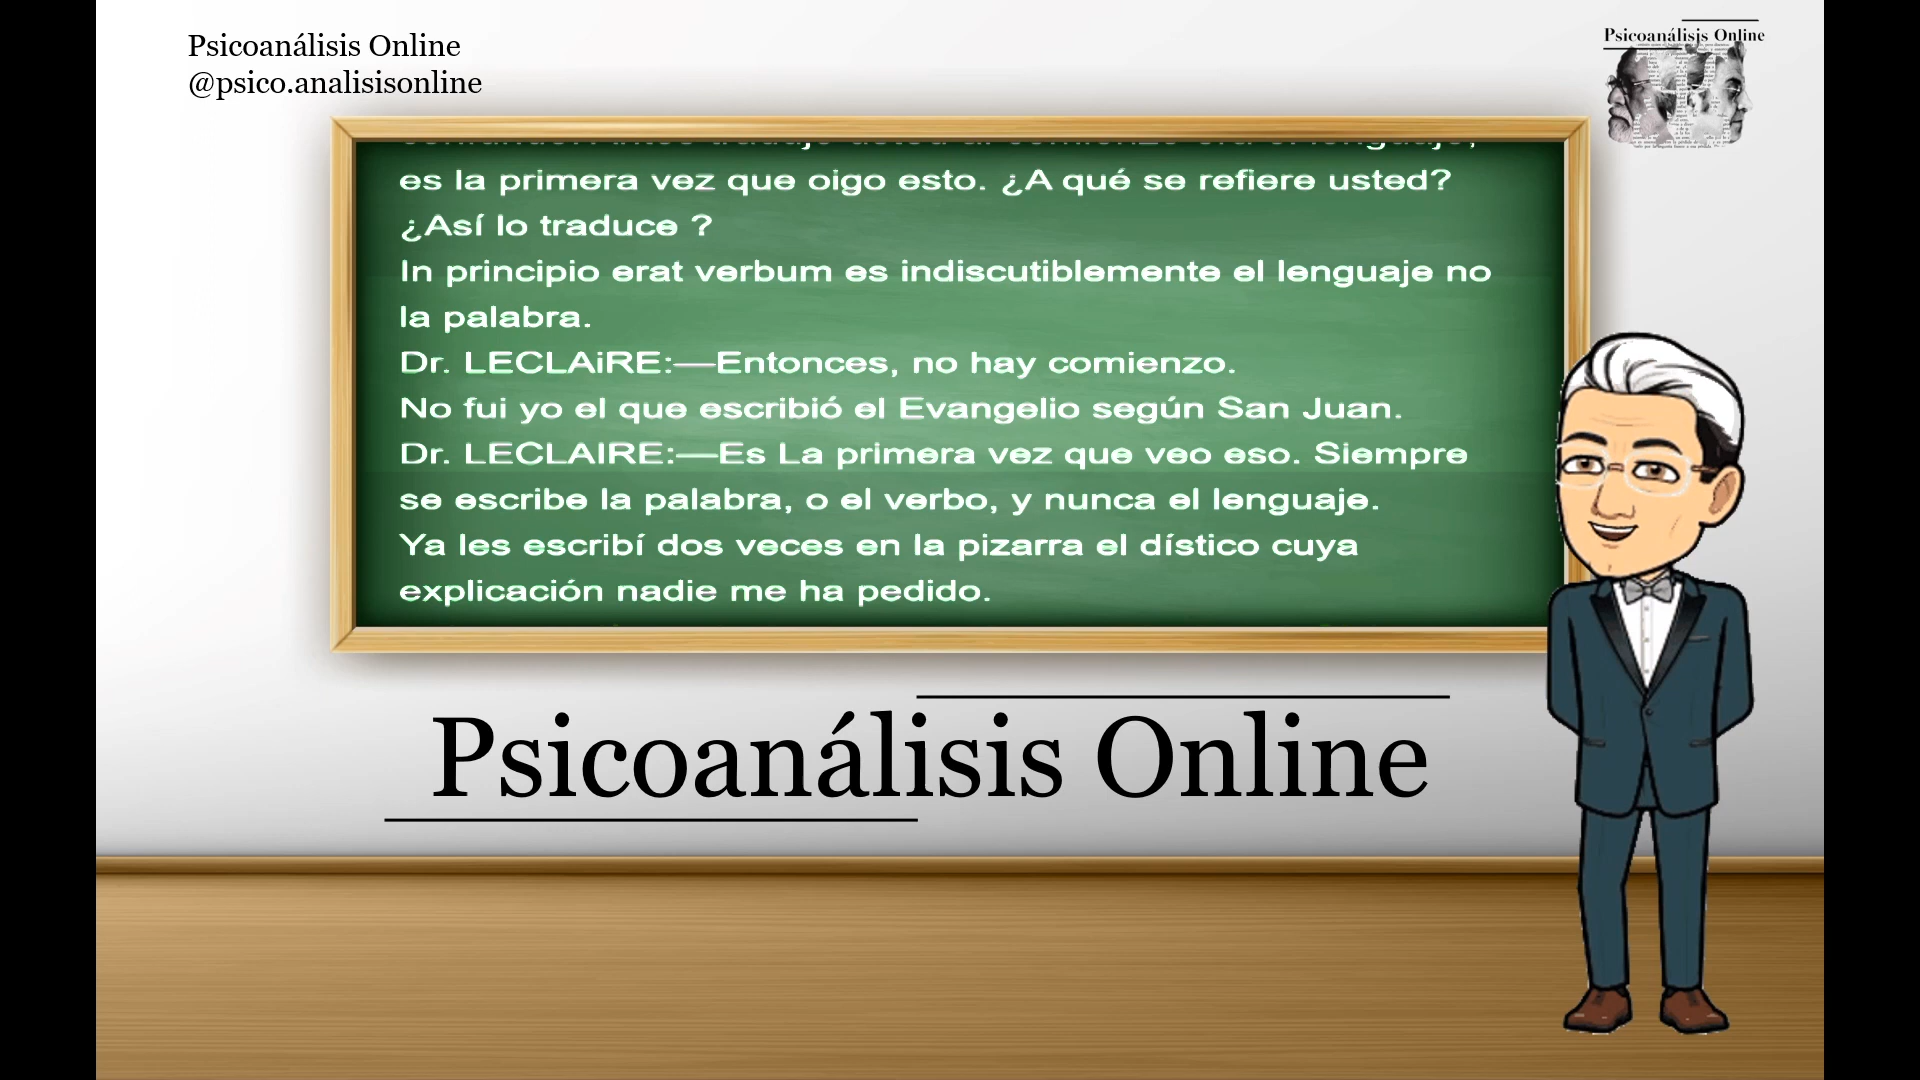 Psicoanálisis Online
@psico.analisisonline
Psicoanálisis Online
es la primera vez que oigo esto. ¿A qué se refiere usted?
¿Así lo traduce ?
In principio erat verbum es indiscutiblemente el lenguaje no
la palabra.
Dr. LECLAiRE:—Entonces, no hay comienzo.
No fui yo el que escribió el Evangelio según San Juan.
Dr. LECLAIRE:—Es La primera vez que veo eso. Siempre
se escribe la palabra, o el verbo, y nunca el lenguaje.
Ya les escribí dos veces en la pizarra el dístico cuya
explicación nadie me ha pedido.
Psicoanálisis Online